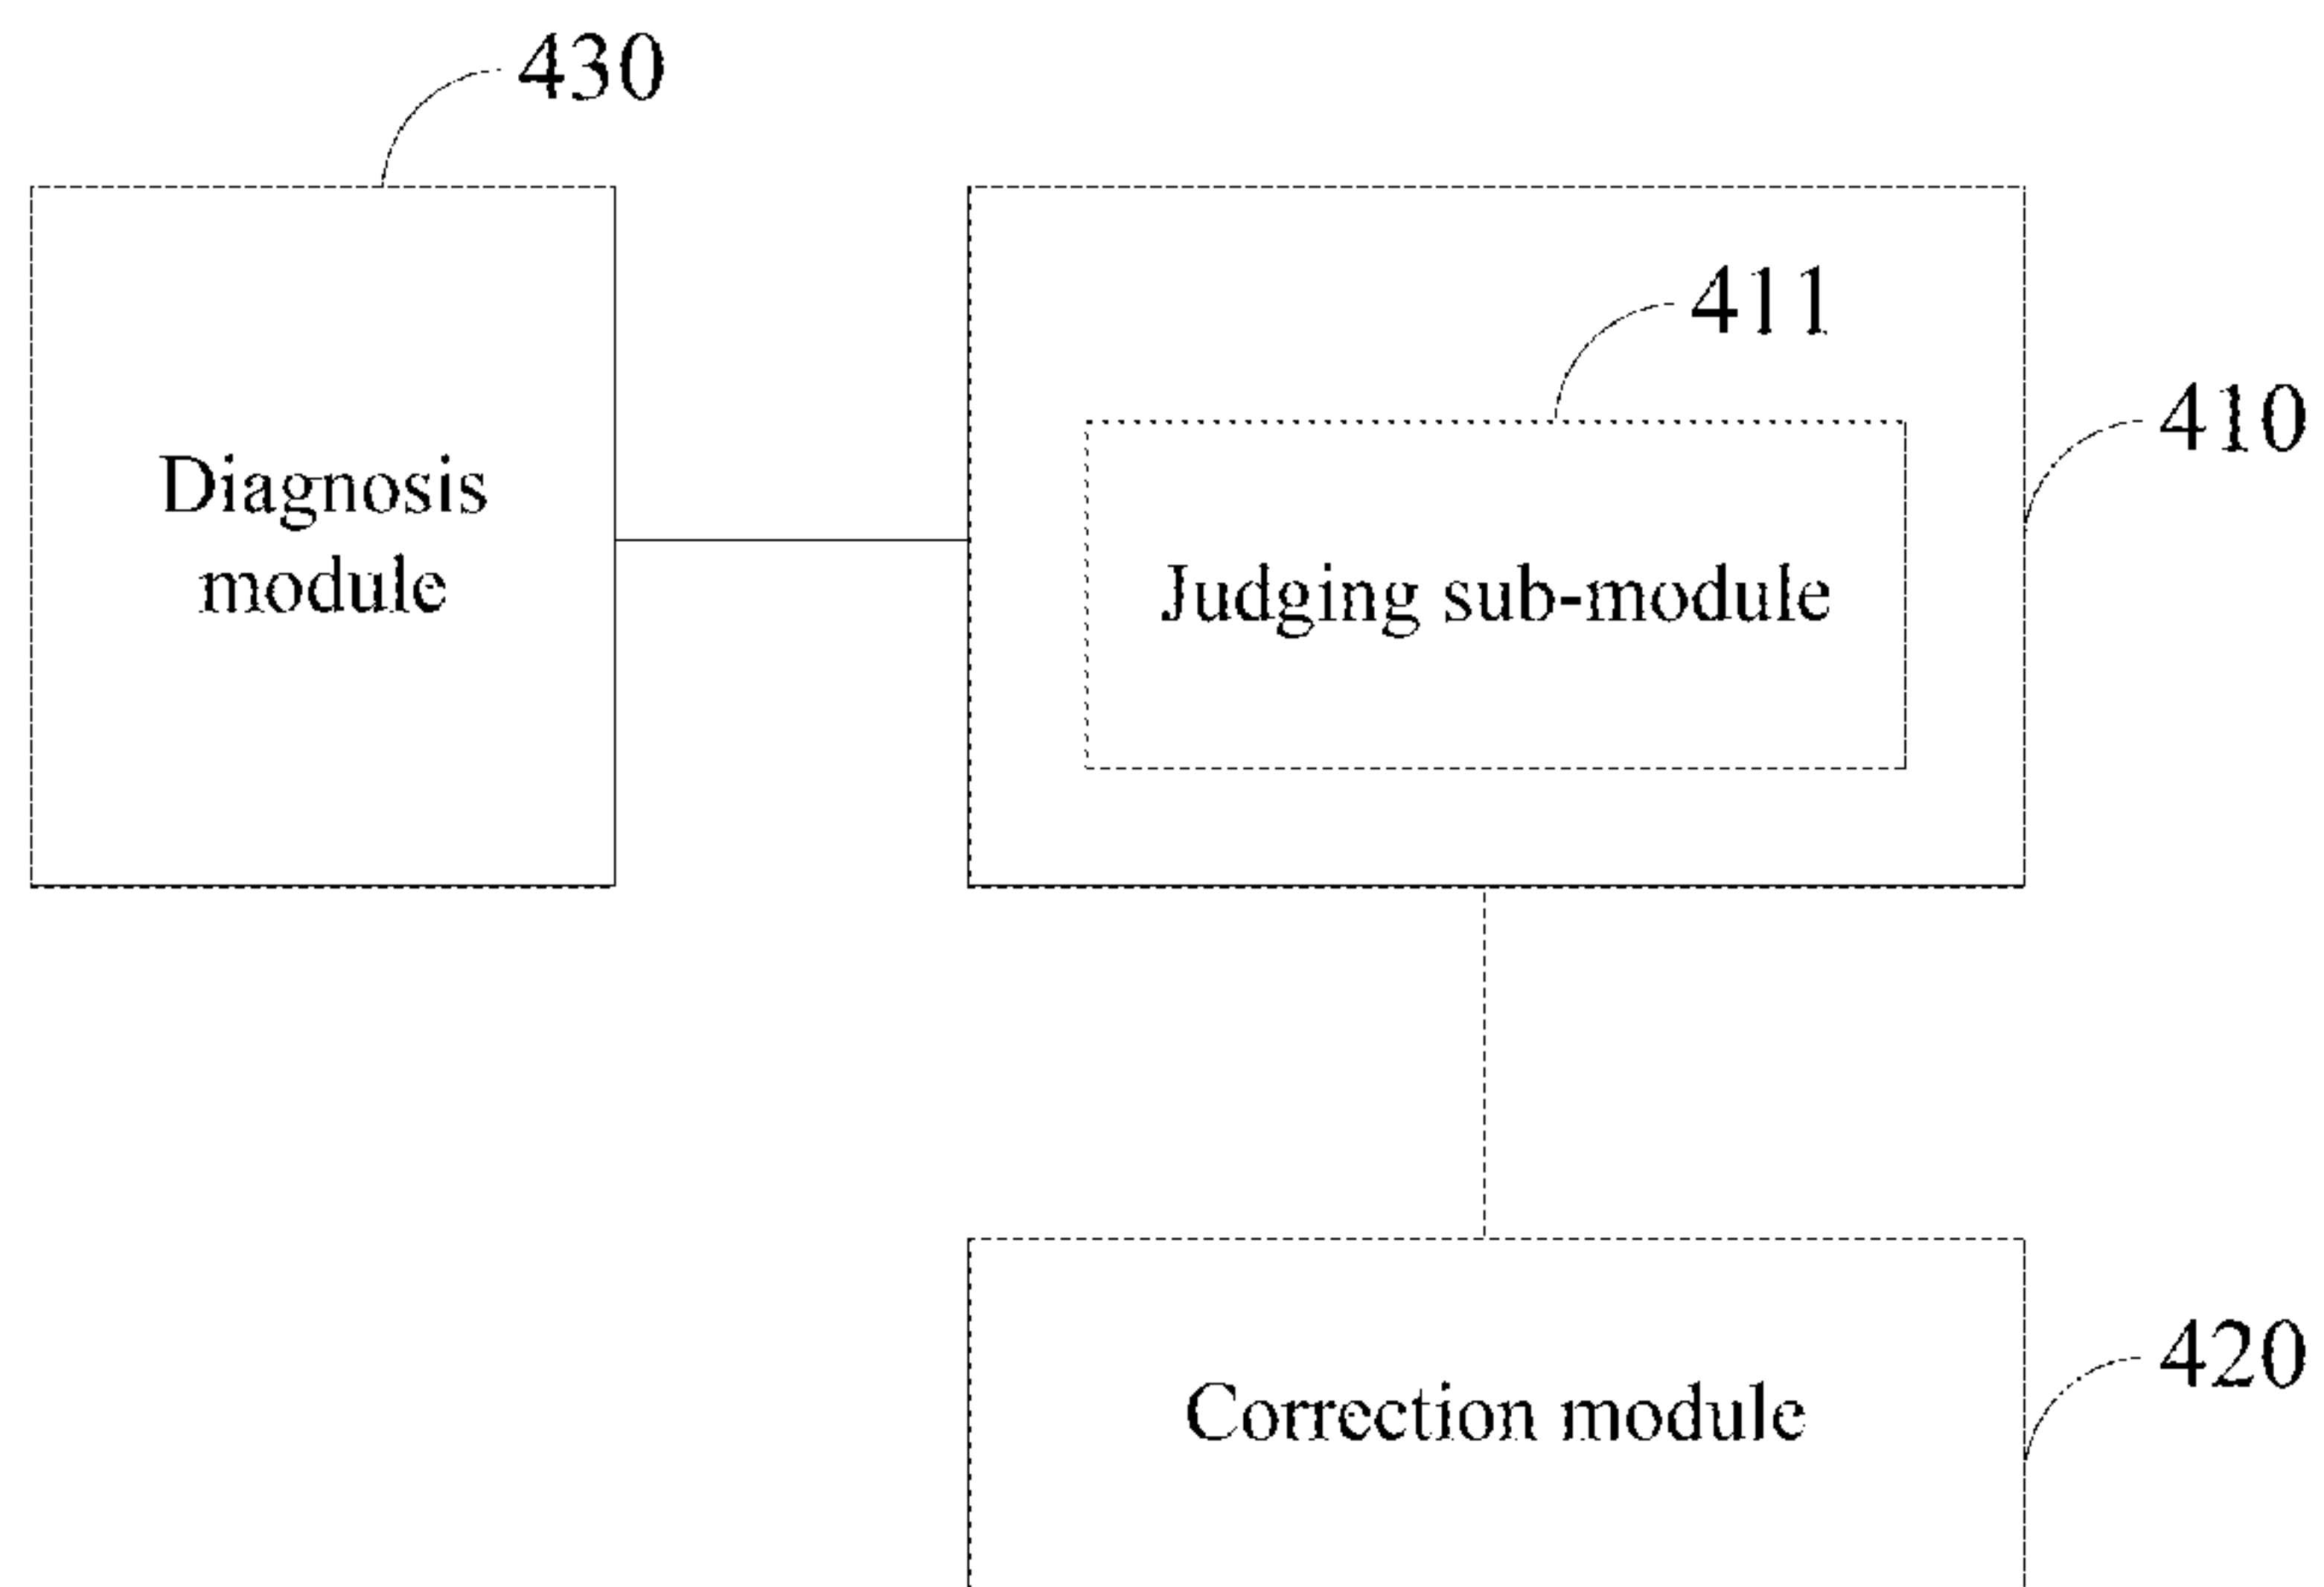 430
411
410
Diagnosis
module
Judging sub-module
420
Correction module